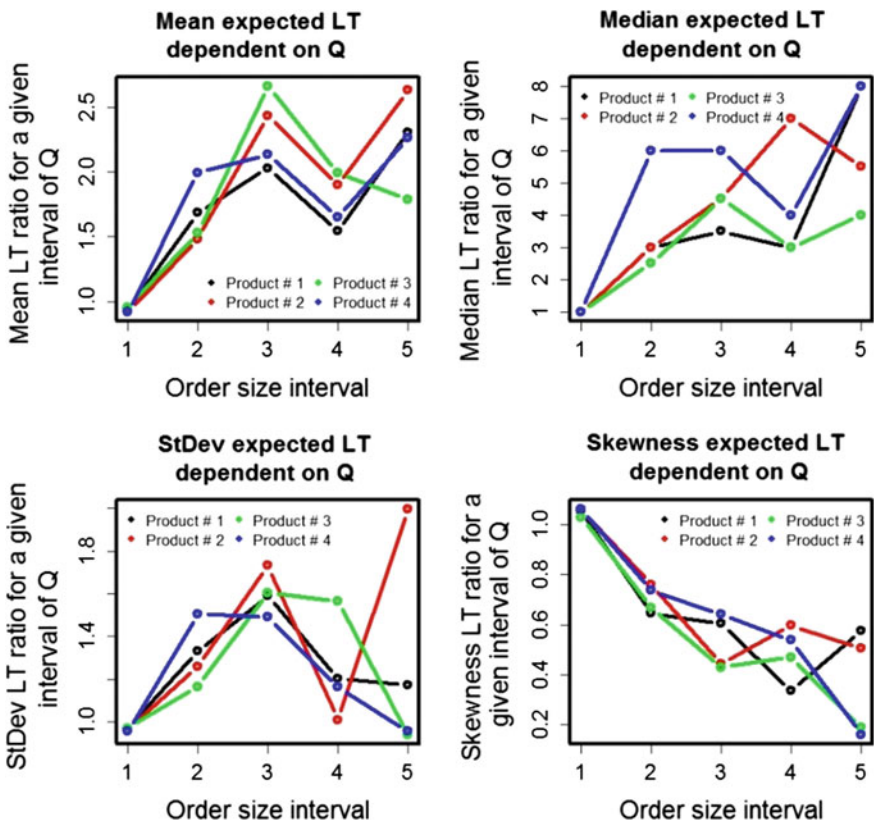 Mean expected LT
dependent on Q
Mean LT ratio for a given
interval of Q
1.0 1.5 2.0 2.5
Product # 1 Product # 3
Product # 2 Product # 4
1 2 3 4 5
Order size interval
Median expected LT
dependent on Q
Median LT ratio for a given
interval of Q
1 2 3 4 5 6 7 8
Product # 1 Product # 3
Product # 2 Product # 4
1 2 3 4 5
Order size interval
StDev expected LT
dependent on Q
StDev LT ratio for a given
interval of Q
1.0 1.4 1.8
Product # 1 Product # 3
Product # 2 Product # 4
1 2 3 4 5
Order size interval
Skewness expected LT
dependent on Q
Skewness LT ratio for a
given interval of Q
0.2 0.4 0.6 0.8 1.0
Product # 1 Product # 3
Product # 2 Product # 4
1 2 3 4 5
Order size interval